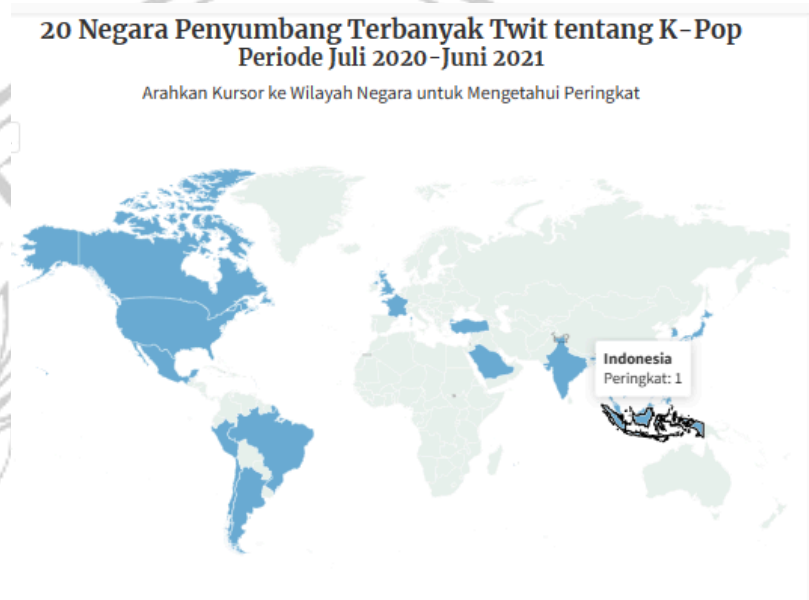 20 Negara Penyumbang Terbanyak Twit tentang K-Pop
Periode Juli 2020-Juni 2021
Arahkan Kursor ke Wilayah Negara untuk Mengetahui Peringkat
Indonesia
Peringkat: 1